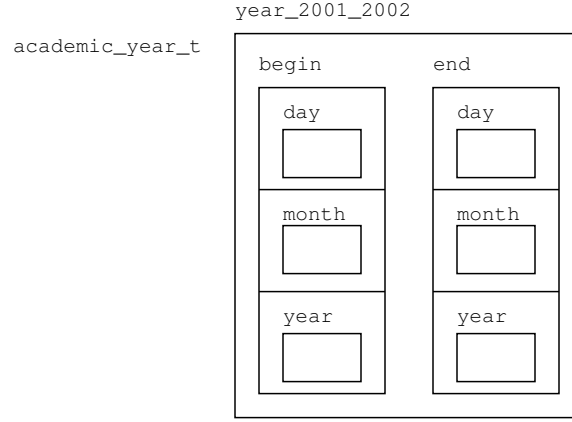 year_2001_2002
academic_year_t
begin end
day day
month month
year year